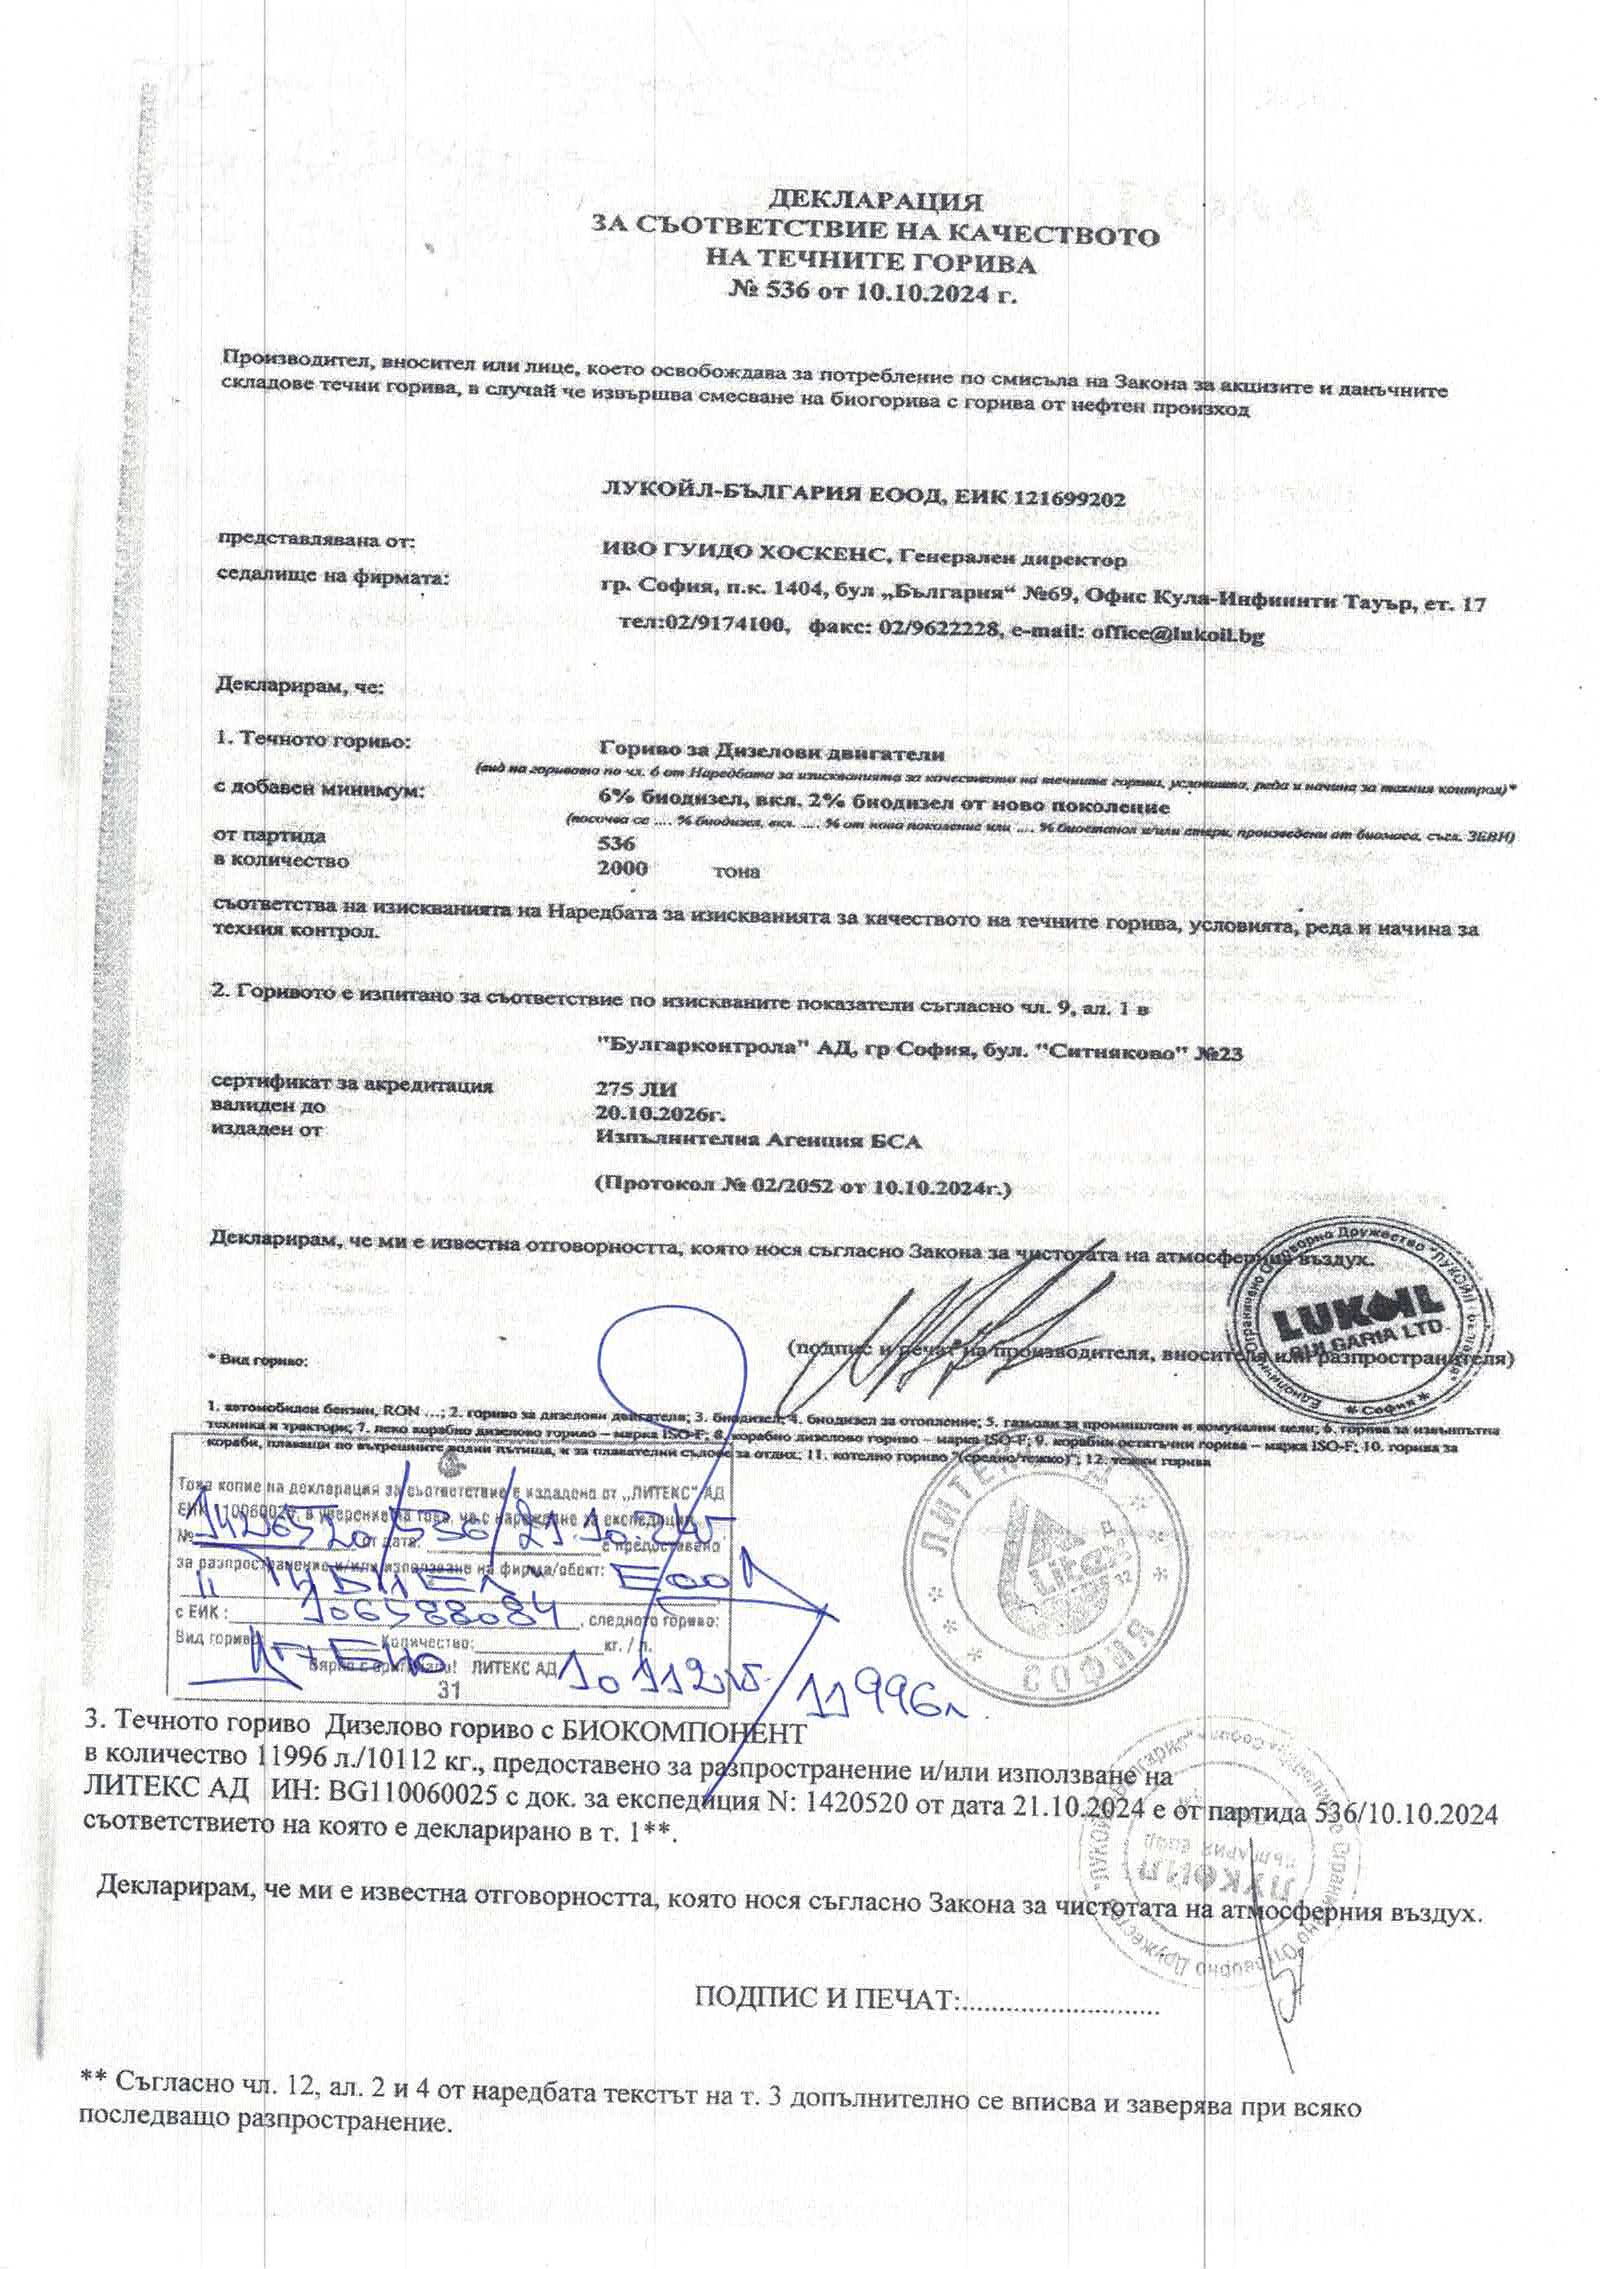 ДЕКЛАРАЦИЯ
ЗА СЪОТВЕТСТВИЕ НА КАЧЕСТВОТО
НА ТЕЧНИТЕ ГОРИВА
№ 536 от 10.10.2024 г.
Производител, вносител или лице, което освобождава за потребление по смисъла на Закона за акцизите и данъчните
складове течни горива, в случай че извършва смесване на биогорива с горива от нефтен произход
ЛУКОЙЛ-БЪЛГАРИЯ ЕООД, ЕИК 121699202
представлявана от: ИВО ГУИДО ХОСКЕНС, Генерален директор
седалище на фирмата: гр. София, п.к. 1404, бул „България“ №69, Офис Кула-Инфинити Тауър, ет. 17
тел:02/9174100, факс: 02/9622228, e-mail: office@lukoil.bg
Декларирам, че:
1. Течното гориво: Гориво за Дизелови двигатели
(вид на горивото по чл. 6 от Наредбата за изискванията за качеството на течните горива, условията, реда и начина за техния контрол)*
с добавен минимум: 6% биодизел, вкл. 2% биодизел от ново поколение
(посочва се .... % биодизел, вкл. .... % от ново поколение или .... % биоетанол и/или етери, произведени от биомаса, съгл. ЗЕВИ)
от партида 536
в количество 2000 тона
съответства на изискванията на Наредбата за изискванията за качеството на течните горива, условията, реда и начина за
техния контрол.
2. Горивото е изпитано за съответствие по изискваните показатели съгласно чл. 9, ал. 1 в
"Булгарконтрола" АД, гр София, бул. "Ситняково" №23
сертификат за акредитация 275 ЛИ
валиден до 20.10.2026г.
издаден от Изпълнителна Агенция БСА
(Протокол № 02/2052 от 10.10.2024г.)
Декларирам, че ми е известна отговорността, която нося съгласно Закона за чистотата на атмосферния въздух.
Еднолично Ограничено Отговорно Дружество "ЛУКОЙЛ - България"
LUKOIL
BULGARIA LTD.
* София *
(подпис и печат на производителя, вносителя или разпространителя)
* Вид гориво:
1. автомобилен бензин, RON ...; 2. гориво за дизелови двигатели; 3. биодизел; 4. биодизел за отопление; 5. газьоли за промишлени и комунални цели; 6. горива за извънпътна
техника и трактори; 7. леко корабно дизелово гориво – марка ISO-F; 8. корабно дизелово гориво – марка ISO-F; 9. корабни остатъчни горива – марка ISO-F; 10. горива за
кораби, плаващи по вътрешните водни пътища, и за плавателни съдове за отдих; 11. котелно гориво "(средно/тежко)"; 12. тежки горива
Това копие на декларация за съответствие е издадено от „ЛИТЕКС“ АД
ЕИК 110060025, в уверение на това, че с нареждане за експедиция
№ 1420520/536/21.10.24г. от дата: с предоставено
за разпространение и/или използване на фирма/обект: ЕООД
с ЕИК : 106588084, следното гориво:
Вид гориво: Количество: кг. / л.
Вярно с оригинала! ЛИТЕКС АД 10112кг. 11996л.
31
ЛИТЕКС АД
СОФИЯ
3. Течното гориво Дизелово гориво с БИОКОМПОНЕНТ
в количество 11996 л./10112 кг., предоставено за разпространение и/или използване на
ЛИТЕКС АД ИН: BG110060025 с док. за експедиция N: 1420520 от дата 21.10.2024 е от партида 536/10.10.2024
съответствието на която е декларирано в т. 1**.
Декларирам, че ми е известна отговорността, която нося съгласно Закона за чистотата на атмосферния въздух.
ЛУКОЙЛ
БЪЛГАРИЯ ЕООД
ПОДПИС И ПЕЧАТ:...........................
** Съгласно чл. 12, ал. 2 и 4 от наредбата текстът на т. 3 допълнително се вписва и заверява при всяко
последващо разпространение.